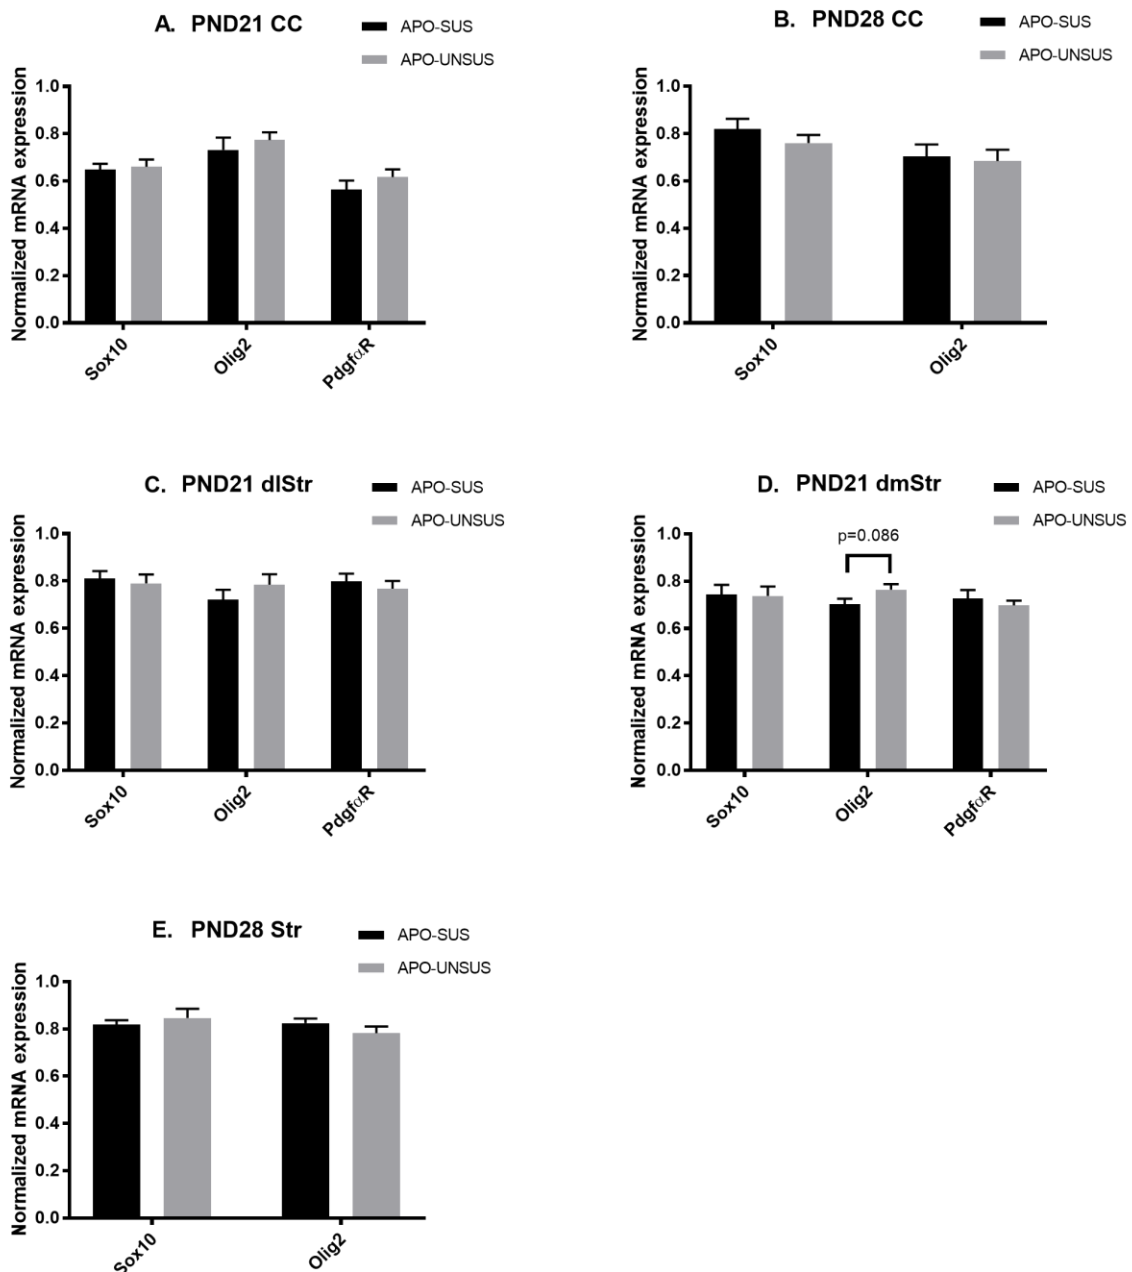 A. PND21 CC
APO-SUS
APO-UNSUS
Normalized mRNA expression
1.0
0.8
0.6
0.4
0.2
0.0
Sox10
Olig2
PdgfαR
B. PND28 CC
APO-SUS
APO-UNSUS
Normalized mRNA expression
1.0
0.8
0.6
0.4
0.2
0.0
Sox10
Olig2
C. PND21 dlStr
APO-SUS
APO-UNSUS
Normalized mRNA expression
1.0
0.8
0.6
0.4
0.2
0.0
Sox10
Olig2
PdgfαR
D. PND21 dmStr
APO-SUS
APO-UNSUS
p=0.086
Normalized mRNA expression
1.0
0.8
0.6
0.4
0.2
0.0
Sox10
Olig2
PdgfαR
E. PND28 Str
APO-SUS
APO-UNSUS
Normalized mRNA expression
1.0
0.8
0.6
0.4
0.2
0.0
Sox10
Olig2